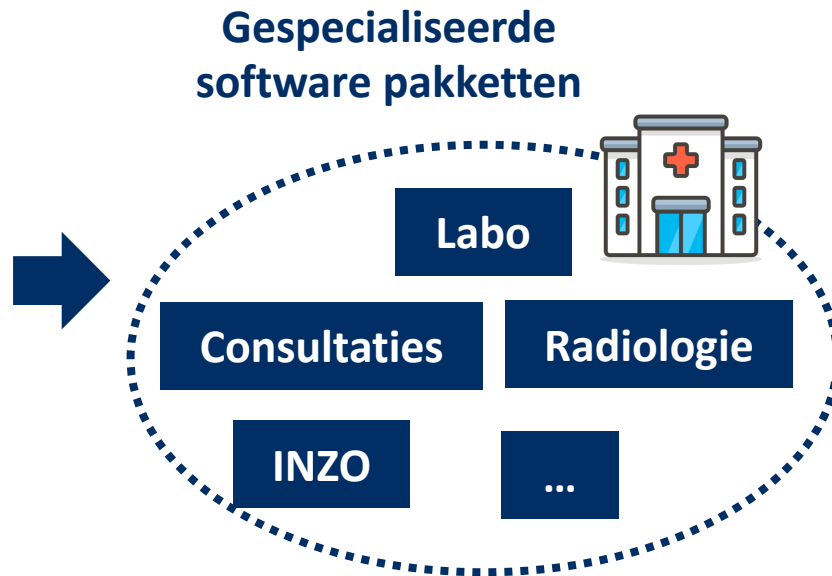 Gespecialiseerde
software pakketten
Labo
Consultaties
Radiologie
INZO
...